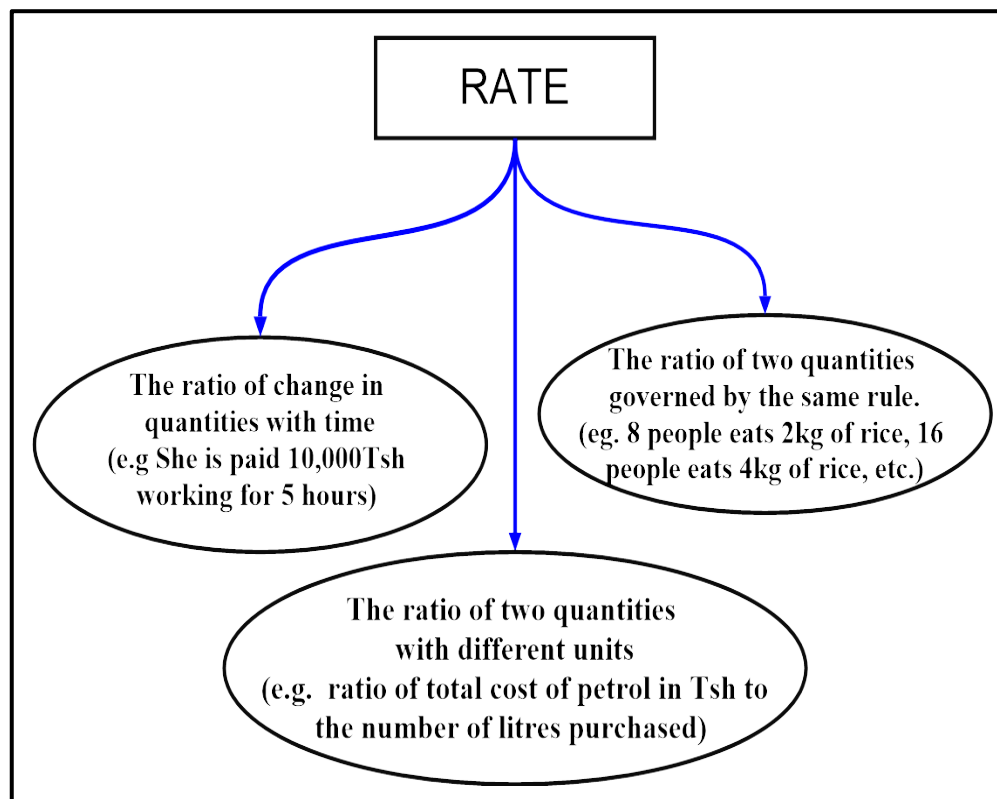 RATE
The ratio of change in
quantities with time
(e.g She is paid 10,000Tsh
working for 5 hours)
The ratio of two quantities
governed by the same rule.
(eg. 8 people eats 2kg of rice, 16
people eats 4kg of rice, etc.)
The ratio of two quantities
with different units
(e.g. ratio of total cost of petrol in Tsh to
the number of litres purchased)